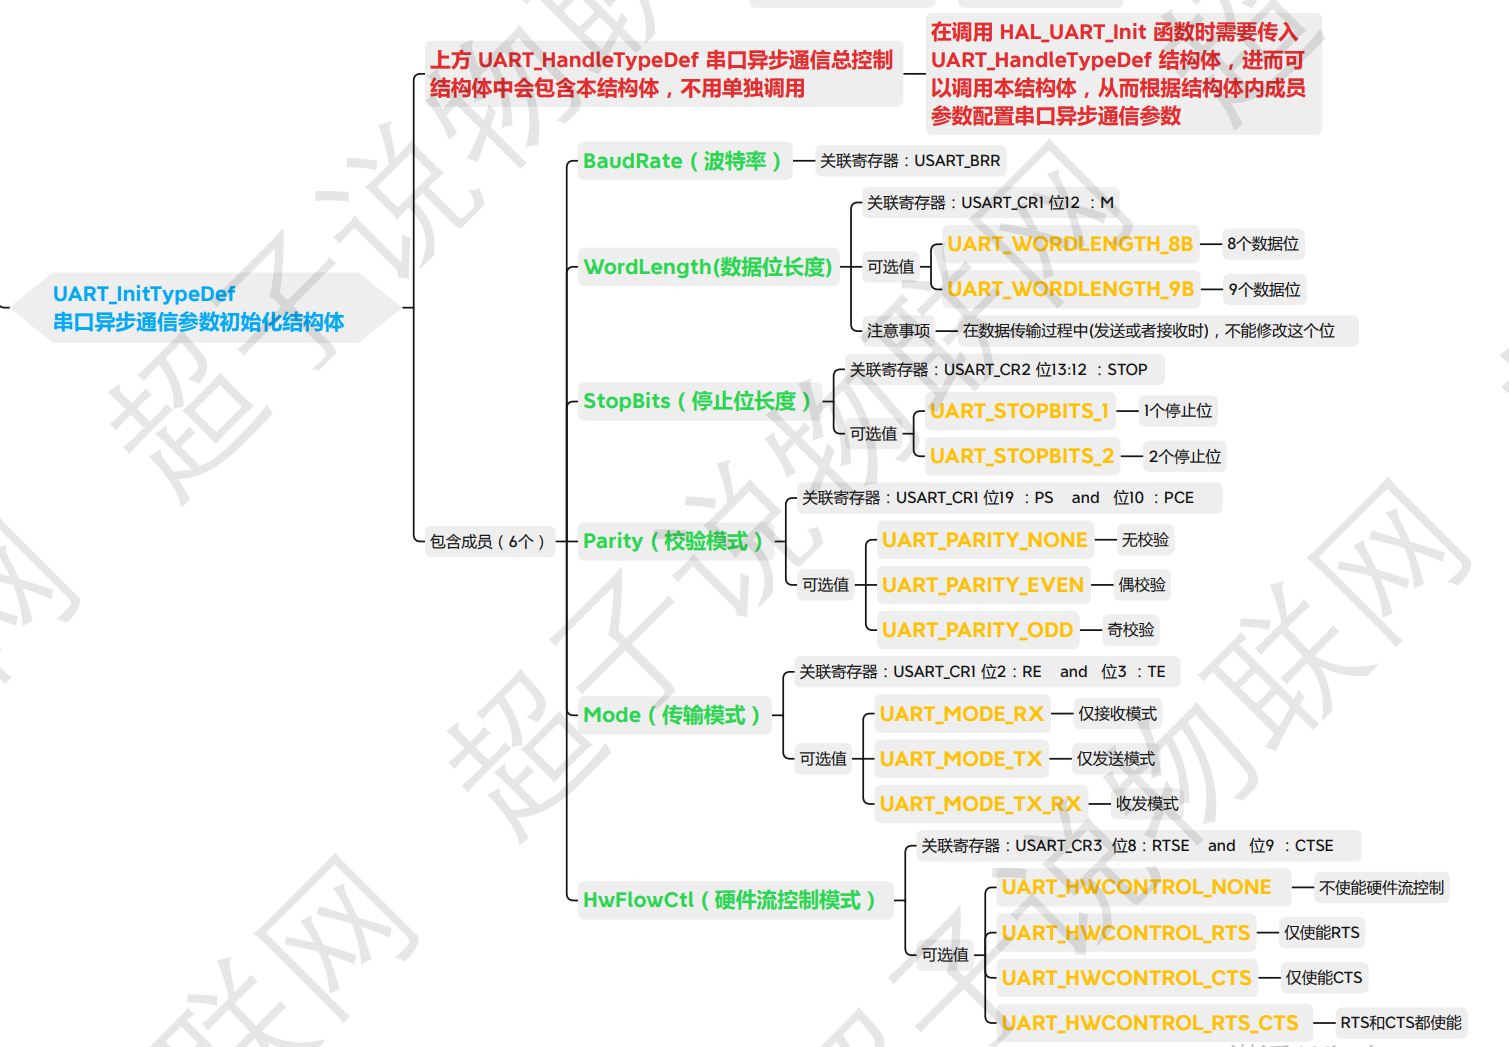 上方 UART_HandleTypeDef 串口异步通信总控制
结构体中会包含本结构体，不用单独调用
在调用 HAL_UART_Init 函数时需要传入
UART_HandleTypeDef 结构体，进而可
以调用本结构体，从而根据结构体内成员
参数配置串口异步通信参数
UART_InitTypeDef
串口异步通信参数初始化结构体
包含成员（6个）
BaudRate（波特率）
关联寄存器：USART_BRR
WordLength(数据位长度)
关联寄存器：USART_CR1 位12 ：M
可选值
UART_WORDLENGTH_8B
8个数据位
UART_WORDLENGTH_9B
9个数据位
注意事项
在数据传输过程中(发送或者接收时)，不能修改这个位
StopBits（停止位长度）
关联寄存器：USART_CR2 位13:12 ：STOP
可选值
UART_STOPBITS_1
1个停止位
UART_STOPBITS_2
2个停止位
Parity（校验模式）
关联寄存器：USART_CR1 位19 ：PS and 位10 ：PCE
可选值
UART_PARITY_NONE
无校验
UART_PARITY_EVEN
偶校验
UART_PARITY_ODD
奇校验
Mode（传输模式）
关联寄存器：USART_CR1 位2：RE and 位3 ：TE
可选值
UART_MODE_RX
仅接收模式
UART_MODE_TX
仅发送模式
UART_MODE_TX_RX
收发模式
HwFlowCtl（硬件流控制模式）
关联寄存器：USART_CR3 位8：RTSE and 位9 ：CTSE
可选值
UART_HWCONTROL_NONE
不使能硬件流控制
UART_HWCONTROL_RTS
仅使能RTS
UART_HWCONTROL_CTS
仅使能CTS
UART_HWCONTROL_RTS_CTS
RTS和CTS都使能
超子说物联网
超子说物联网